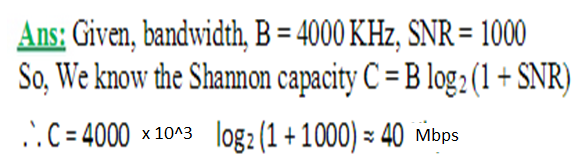 Ans: Given, bandwidth, B = 4000 KHz, SNR = 1000
So, We know the Shannon capacity C = B log₂ (1 + SNR)
∴ C = 4000 x 10^3 log₂ (1 + 1000) ≈ 40 Mbps